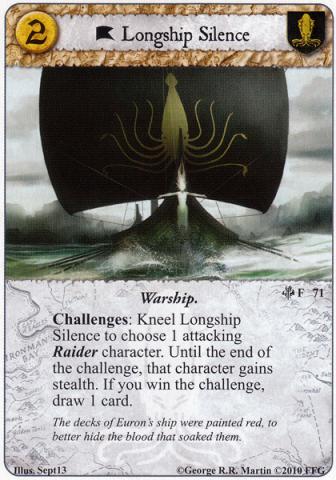 2
Longship Silence
Warship.
F 71
Challenges: Kneel Longship
Silence to choose 1 attacking
Raider character. Until the end of
the challenge, that character gains
stealth. If you win the challenge,
draw 1 card.
The decks of Euron's ship were painted red, to
better hide the blood that soaked them.
Illus. Sept13
©George R.R. Martin ©2010 FFG